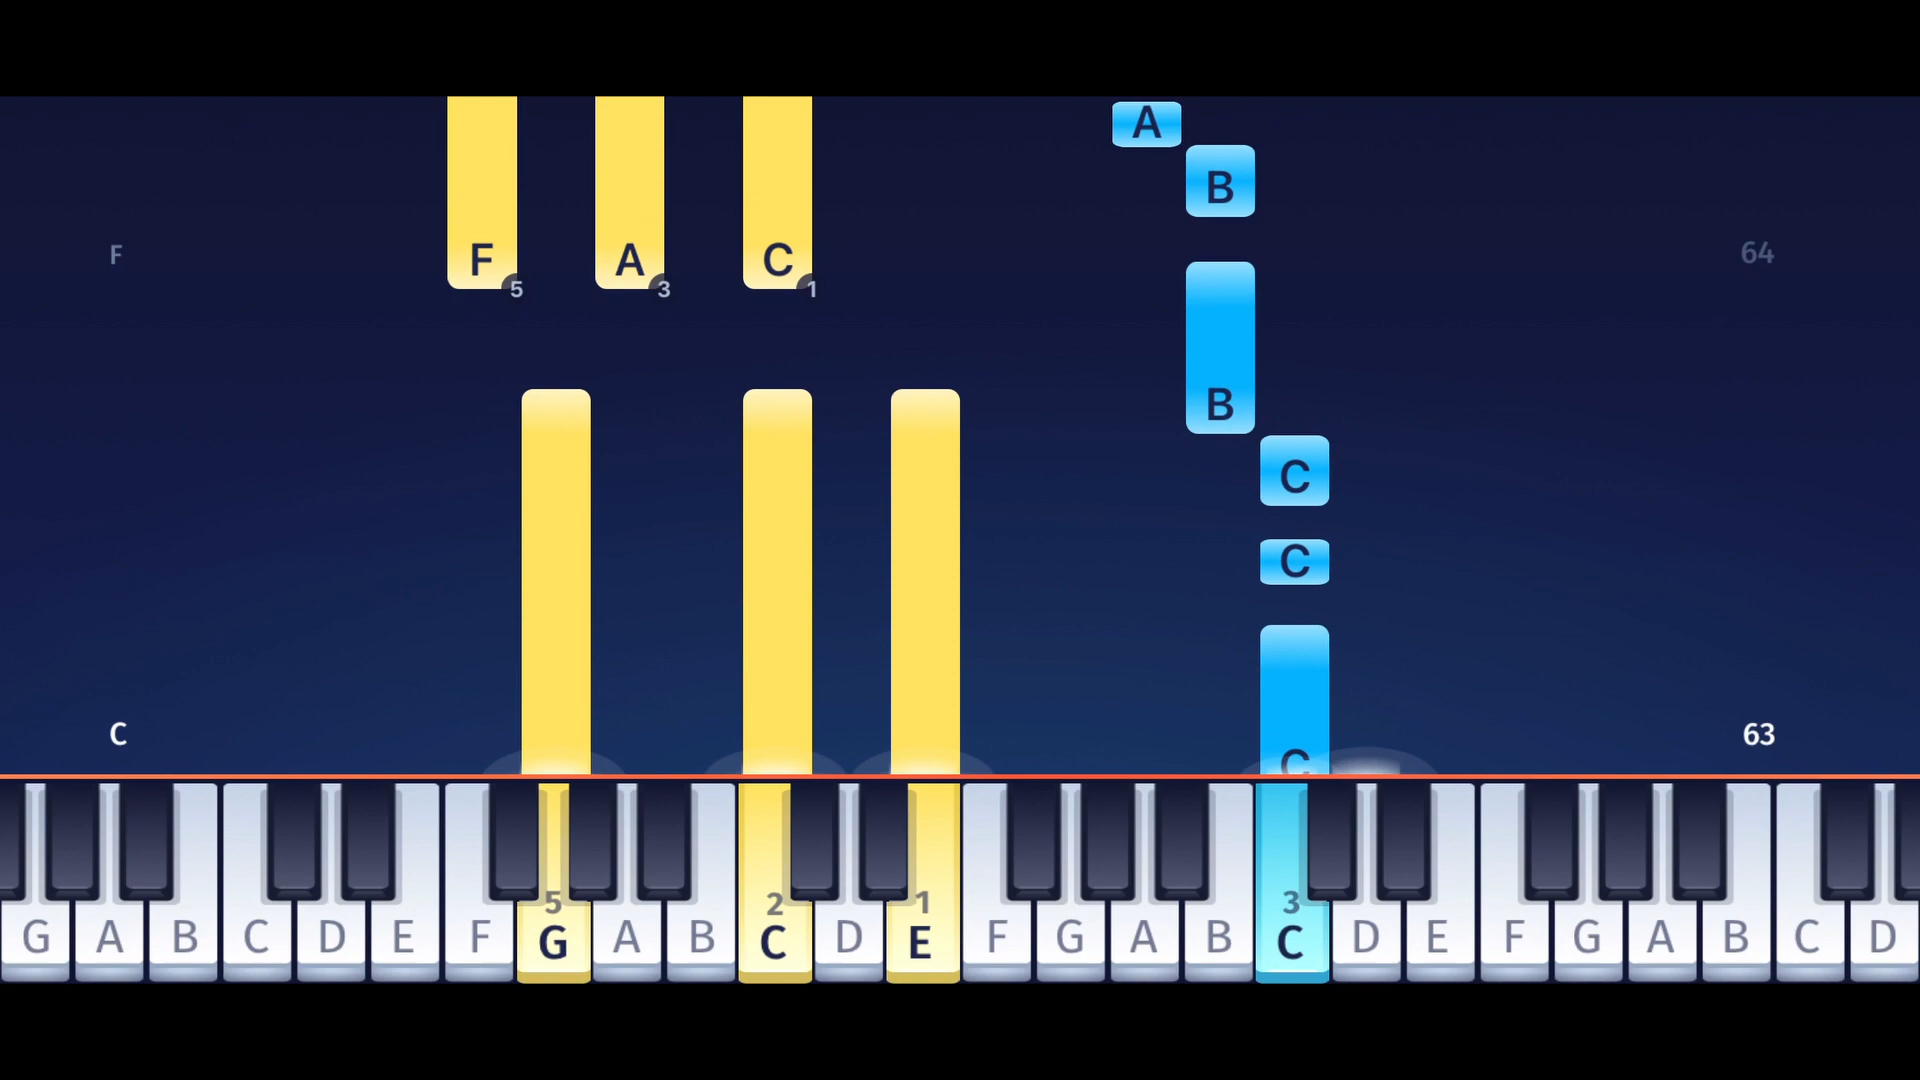 A
B
F F A C 64
5 3 1
B
C
C
C C 63
5 2 1 3
G A B C D E F G A B C D E F G A B C D E F G A B C D